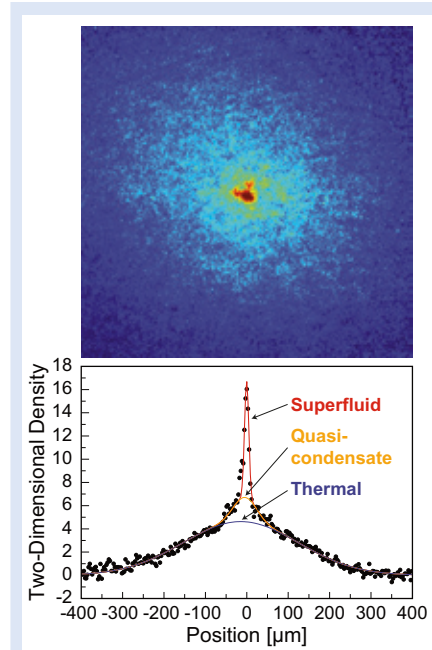 18
16
14
12
10
8
6
4
2
0
-2
Two-Dimensional Density
Superfluid
Quasi-
condensate
Thermal
-400 -300 -200 -100 0 100 200 300 400
Position [µm]